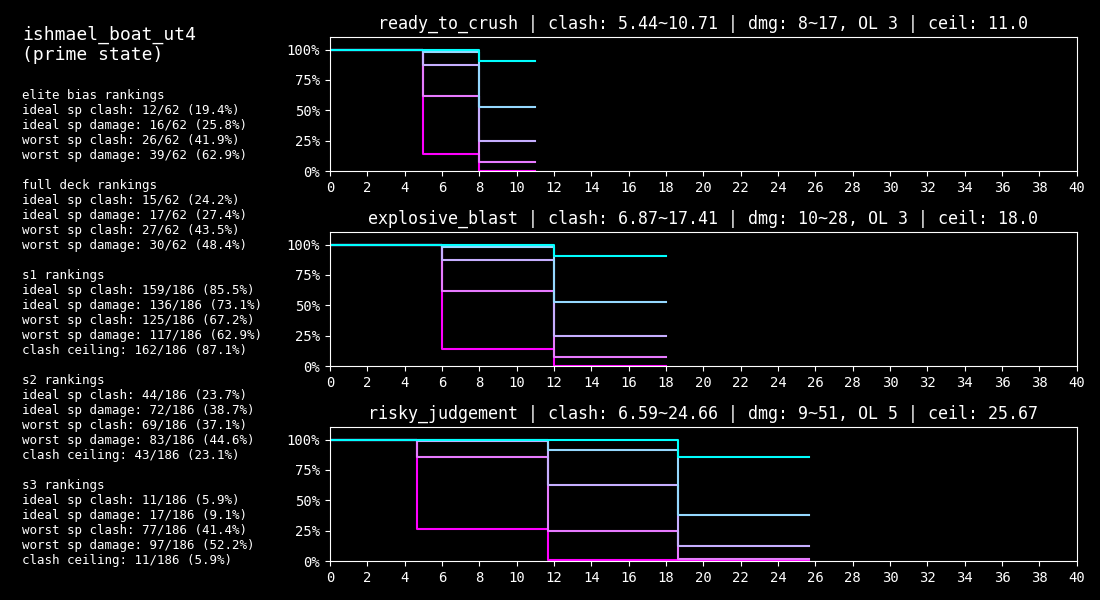 ishmael_boat_ut4
(prime state)
elite bias rankings
ideal sp clash: 12/62 (19.4%)
ideal sp damage: 16/62 (25.8%)
worst sp clash: 26/62 (41.9%)
worst sp damage: 39/62 (62.9%)
full deck rankings
ideal sp clash: 15/62 (24.2%)
ideal sp damage: 17/62 (27.4%)
worst sp clash: 27/62 (43.5%)
worst sp damage: 30/62 (48.4%)
s1 rankings
ideal sp clash: 159/186 (85.5%)
ideal sp damage: 136/186 (73.1%)
worst sp clash: 125/186 (67.2%)
worst sp damage: 117/186 (62.9%)
clash ceiling: 162/186 (87.1%)
s2 rankings
ideal sp clash: 44/186 (23.7%)
ideal sp damage: 72/186 (38.7%)
worst sp clash: 69/186 (37.1%)
worst sp damage: 83/186 (44.6%)
clash ceiling: 43/186 (23.1%)
s3 rankings
ideal sp clash: 11/186 (5.9%)
ideal sp damage: 17/186 (9.1%)
worst sp clash: 77/186 (41.4%)
worst sp damage: 97/186 (52.2%)
clash ceiling: 11/186 (5.9%)
ready_to_crush | clash: 5.44~10.71 | dmg: 8~17, OL 3 | ceil: 11.0
100%
75%
50%
25%
0%
0 2 4 6 8 10 12 14 16 18 20 22 24 26 28 30 32 34 36 38 40
explosive_blast | clash: 6.87~17.41 | dmg: 10~28, OL 3 | ceil: 18.0
100%
75%
50%
25%
0%
0 2 4 6 8 10 12 14 16 18 20 22 24 26 28 30 32 34 36 38 40
risky_judgement | clash: 6.59~24.66 | dmg: 9~51, OL 5 | ceil: 25.67
100%
75%
50%
25%
0%
0 2 4 6 8 10 12 14 16 18 20 22 24 26 28 30 32 34 36 38 40